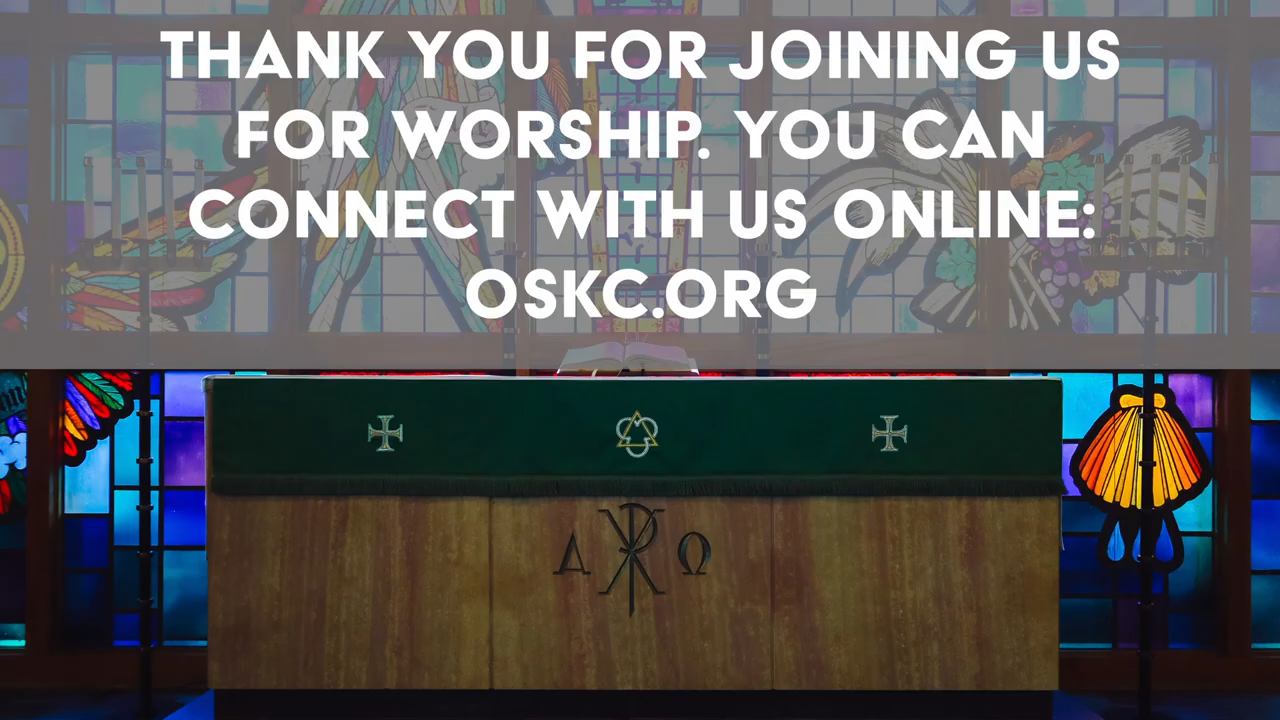 THANK YOU FOR JOINING US
FOR WORSHIP. YOU CAN
CONNECT WITH US ONLINE:
OSKC.ORG
Α ☧ Ω